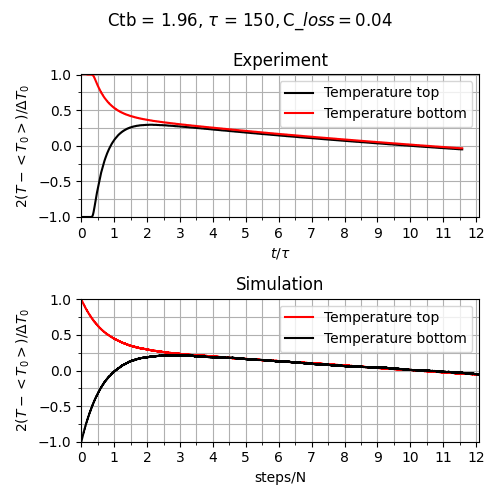 Ctb = 1.96, τ = 150,C_loss = 0.04
Experiment
1.0
0.5
0.0
−0.5
−1.0
2(T − <T₀>)/ΔT₀
Temperature top
Temperature bottom
0 1 2 3 4 5 6 7 8 9 10 11 12
t/τ
Simulation
1.0
0.5
0.0
−0.5
−1.0
2(T − <T₀>)/ΔT₀
Temperature top
Temperature bottom
0 1 2 3 4 5 6 7 8 9 10 11 12
steps/N